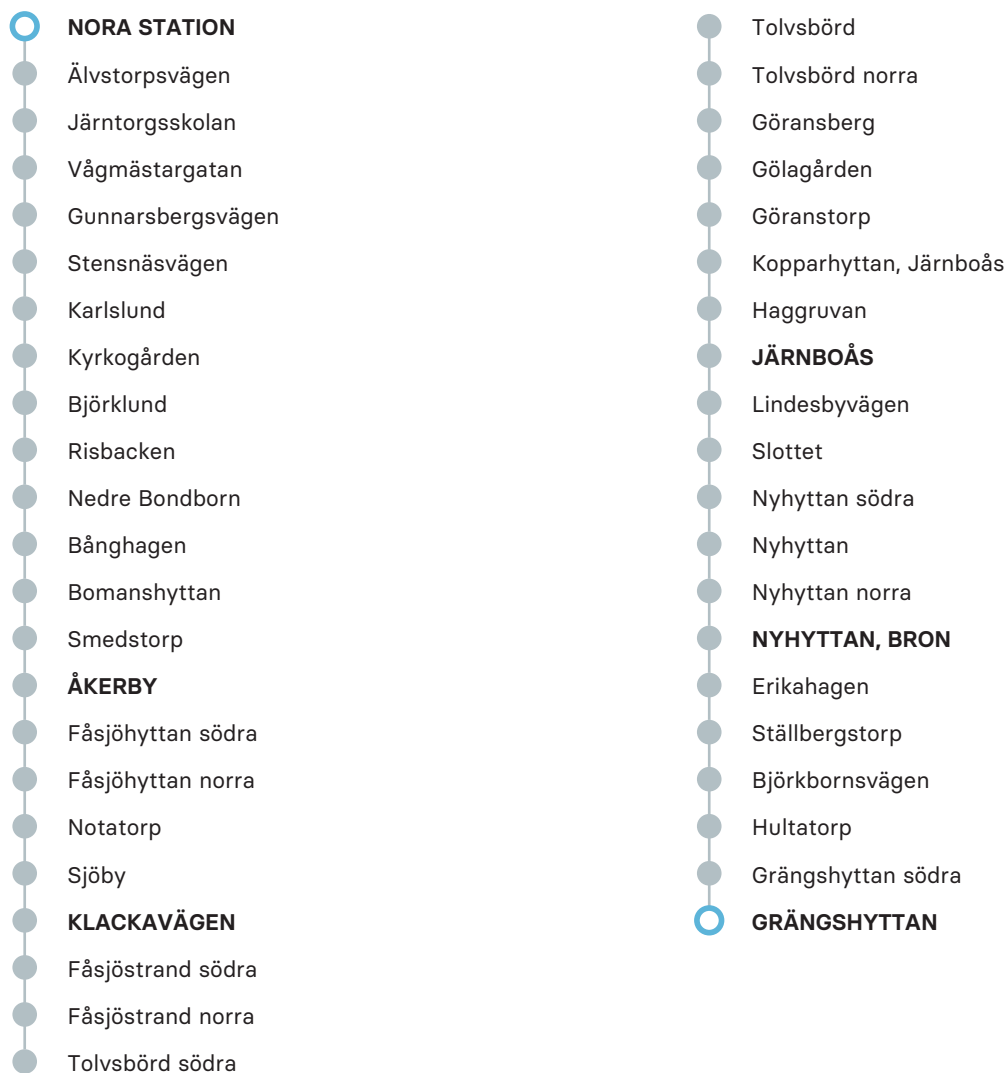 NORA STATION
Älvstorpsvägen
Järntorgsskolan
Vågmästargatan
Gunnarsbergsvägen
Stensnäsvägen
Karlslund
Kyrkogården
Björklund
Risbacken
Nedre Bondborn
Bånghagen
Bomanshyttan
Smedstorp
ÅKERBY
Fåsjöhyttan södra
Fåsjöhyttan norra
Notatorp
Sjöby
KLACKAVÄGEN
Fåsjöstrand södra
Fåsjöstrand norra
Tolvsbörd södra
Tolvsbörd
Tolvsbörd norra
Göransberg
Gölagården
Göranstorp
Kopparhyttan, Järnboås
Haggruvan
JÄRNBOÅS
Lindesbyvägen
Slottet
Nyhyttan södra
Nyhyttan
Nyhyttan norra
NYHYTTAN, BRON
Erikahagen
Ställbergstorp
Björkbornsvägen
Hultatorp
Grängshyttan södra
GRÄNGSHYTTAN